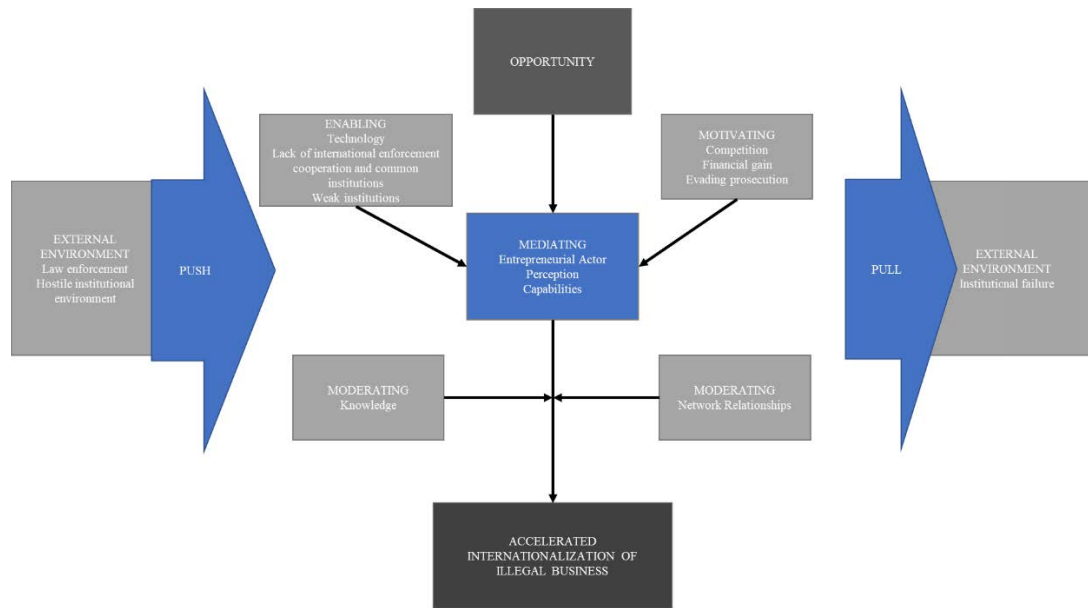 OPPORTUNITY
ENABLING
Technology
Lack of international enforcement
cooperation and common
institutions
Weak institutions
MOTIVATING
Competition
Financial gain
Evading prosecution
EXTERNAL
ENVIRONMENT
Law enforcement
Hostile institutional
environment
PUSH
MEDIATING
Entrepreneurial Actor
Perception
Capabilities
PULL
EXTERNAL
ENVIRONMENT
Institutional failure
MODERATING
Knowledge
MODERATING
Network Relationships
ACCELERATED
INTERNATIONALIZATION OF
ILLEGAL BUSINESS